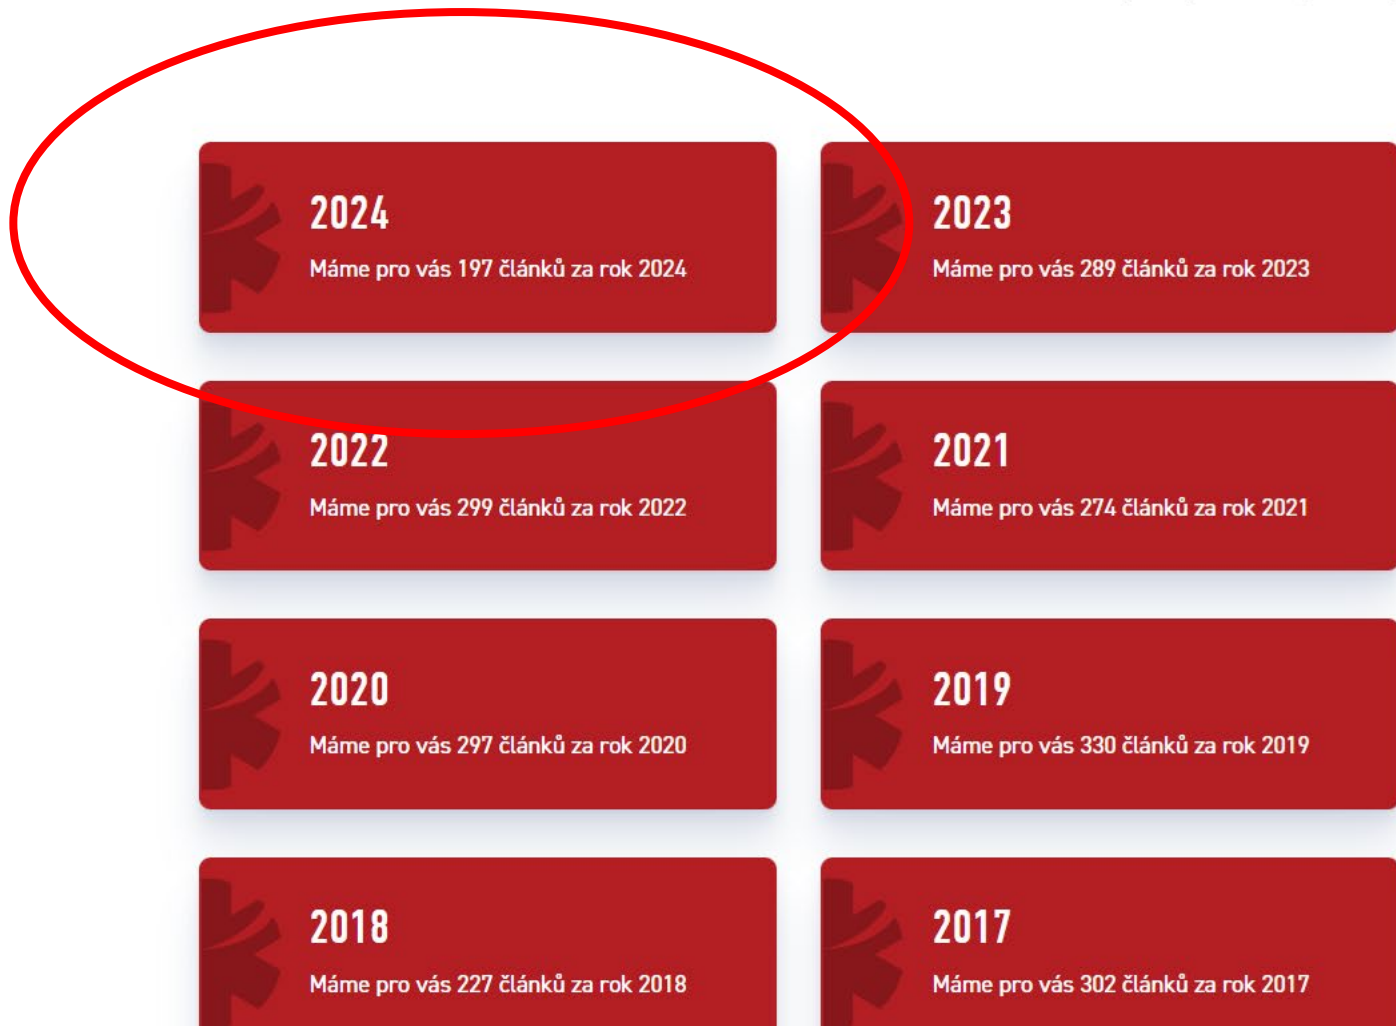 2024
Máme pro vás 197 článků za rok 2024
2023
Máme pro vás 289 článků za rok 2023
2022
Máme pro vás 299 článků za rok 2022
2021
Máme pro vás 274 článků za rok 2021
2020
Máme pro vás 297 článků za rok 2020
2019
Máme pro vás 330 článků za rok 2019
2018
Máme pro vás 227 článků za rok 2018
2017
Máme pro vás 302 článků za rok 2017